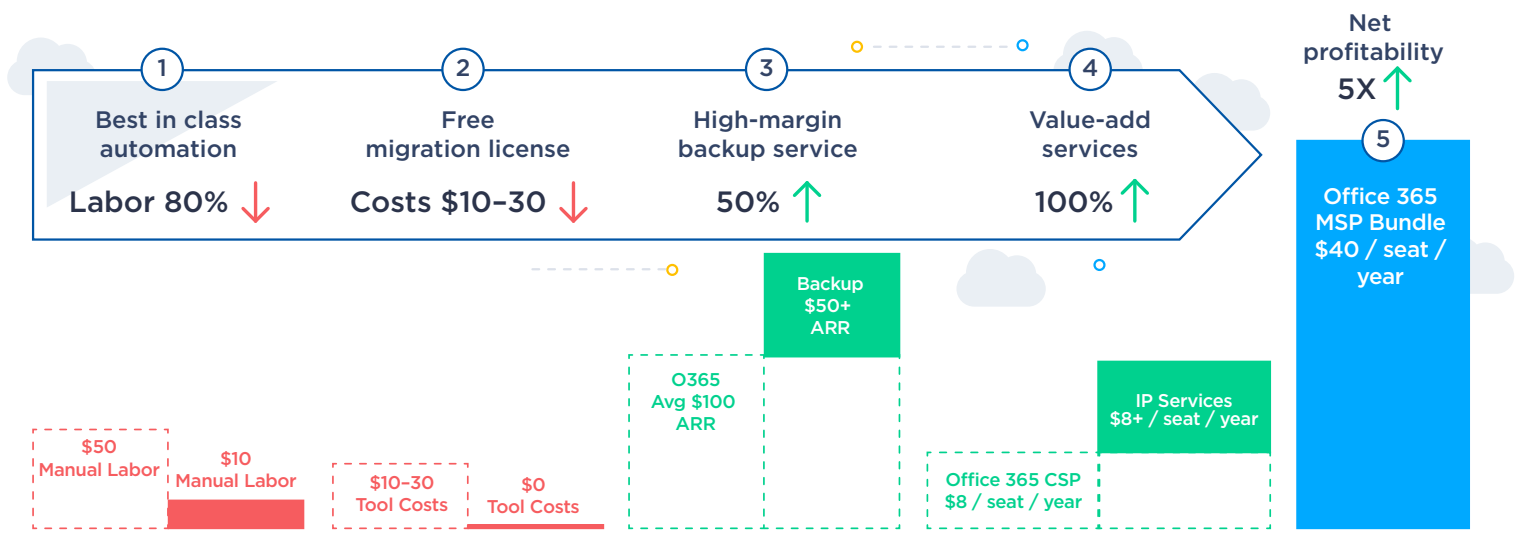 1
Best in class
automation
Labor 80%
2
Free
migration license
Costs $10–30
3
High-margin
backup service
50%
4
Value-add
services
100%
Net
profitability
5X
5
Office 365
MSP Bundle
$40 / seat /
year
$50
Manual Labor
$10
Manual Labor
$10–30
Tool Costs
$0
Tool Costs
O365
Avg $100
ARR
Backup
$50+
ARR
Office 365 CSP
$8 / seat / year
IP Services
$8+ / seat / year